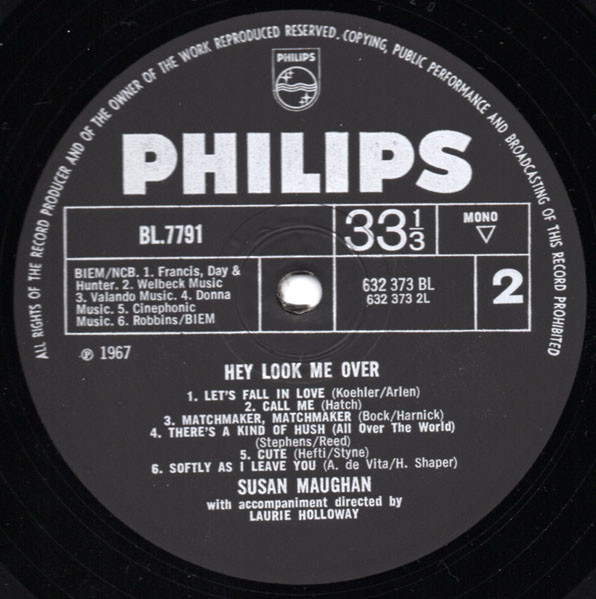 ALL RIGHTS OF THE RECORD PRODUCER AND OF THE OWNER OF THE WORK REPRODUCED RESERVED. COPYING, PUBLIC PERFORMANCE AND BROADCASTING OF THIS RECORD PROHIBITED
PHILIPS
PHILIPS
BL.7791
33 1/3
MONO
BIEM/NCB. 1. Francis, Day &
Hunter. 2. Welbeck Music
3. Valando Music. 4. Donna
Music. 5. Cinephonic
Music. 6. Robbins/BIEM
632 373 BL
632 373 2L
2
℗ 1967
HEY LOOK ME OVER
1. LET'S FALL IN LOVE (Koehler/Arlen)
2. CALL ME (Hatch)
3. MATCHMAKER, MATCHMAKER (Bock/Harnick)
4. THERE'S A KIND OF HUSH (All Over The World)
(Stephens/Reed)
5. CUTE (Hefti/Styne)
6. SOFTLY AS I LEAVE YOU (A. de Vita/H. Shaper)
SUSAN MAUGHAN
with accompaniment directed by
LAURIE HOLLOWAY